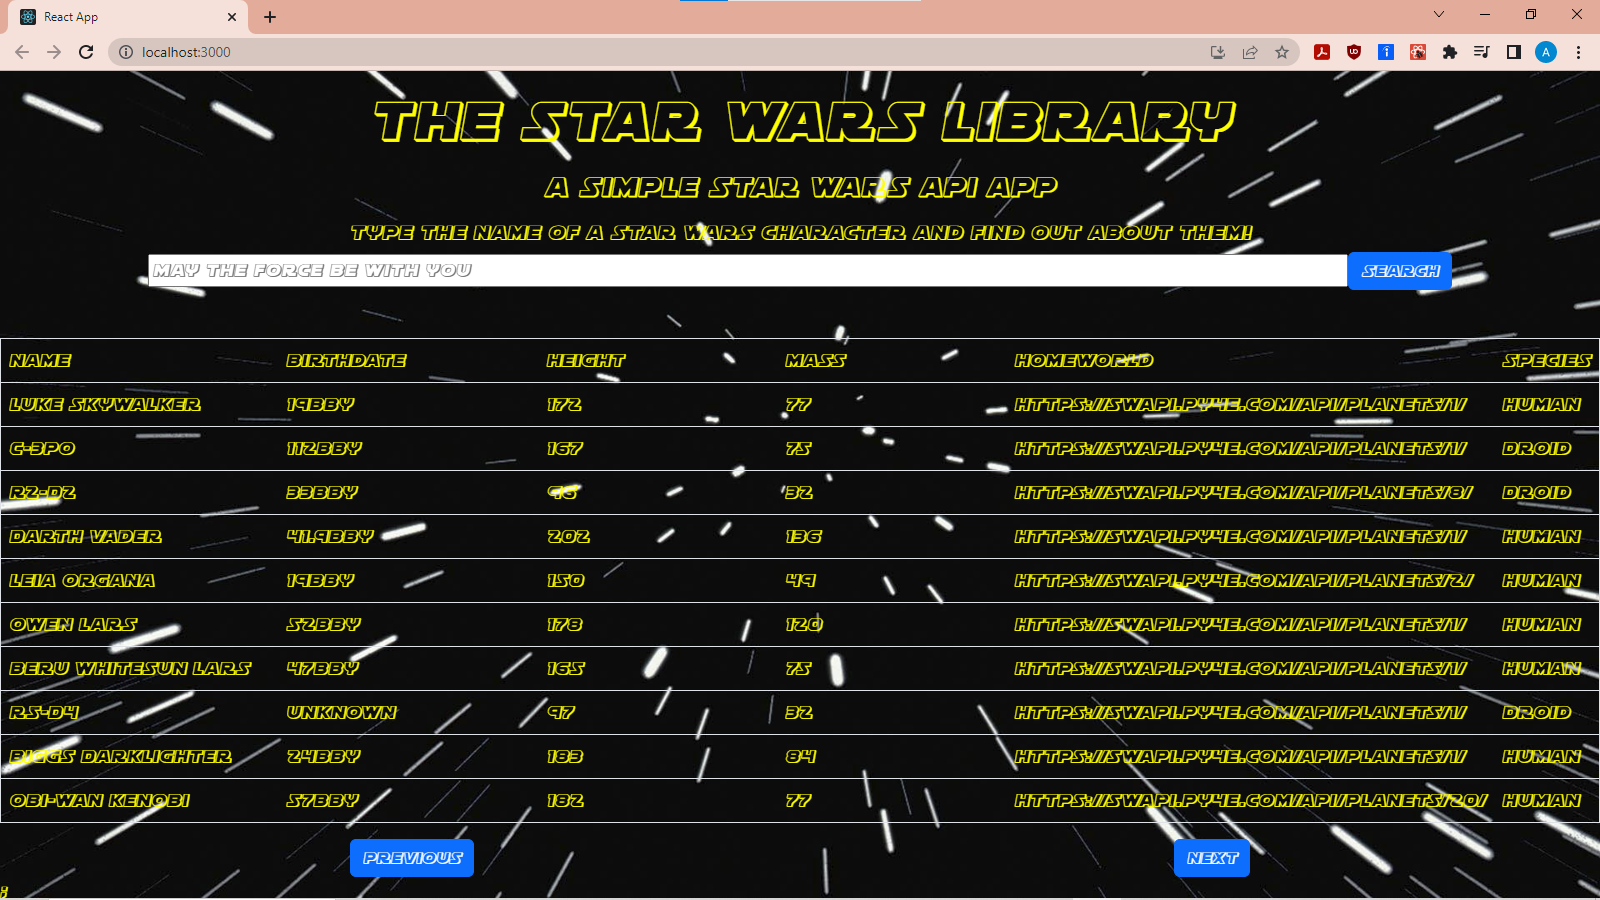 React App
localhost:3000
A
THE STAR WARS LIBRARY
A SIMPLE STAR WARS API APP
TYPE THE NAME OF A STAR WARS CHARACTER AND FIND OUT ABOUT THEM!
MAY THE FORCE BE WITH YOU SEARCH
NAME BIRTHDATE HEIGHT MASS HOMEWORLD SPECIES
LUKE SKYWALKER 19BBY 172 77 HTTPS://SWAPI.PY4E.COM/API/PLANETS/1/ HUMAN
C-3PO 112BBY 167 75 HTTPS://SWAPI.PY4E.COM/API/PLANETS/1/ DROID
R2-D2 33BBY 96 32 HTTPS://SWAPI.PY4E.COM/API/PLANETS/8/ DROID
DARTH VADER 41.9BBY 202 136 HTTPS://SWAPI.PY4E.COM/API/PLANETS/1/ HUMAN
LEIA ORGANA 19BBY 150 49 HTTPS://SWAPI.PY4E.COM/API/PLANETS/2/ HUMAN
OWEN LARS 52BBY 178 120 HTTPS://SWAPI.PY4E.COM/API/PLANETS/1/ HUMAN
BERU WHITESUN LARS 47BBY 165 75 HTTPS://SWAPI.PY4E.COM/API/PLANETS/1/ HUMAN
R5-D4 UNKNOWN 97 32 HTTPS://SWAPI.PY4E.COM/API/PLANETS/1/ DROID
BIGGS DARKLIGHTER 24BBY 183 84 HTTPS://SWAPI.PY4E.COM/API/PLANETS/1/ HUMAN
OBI-WAN KENOBI 57BBY 182 77 HTTPS://SWAPI.PY4E.COM/API/PLANETS/20/ HUMAN
PREVIOUS NEXT
;